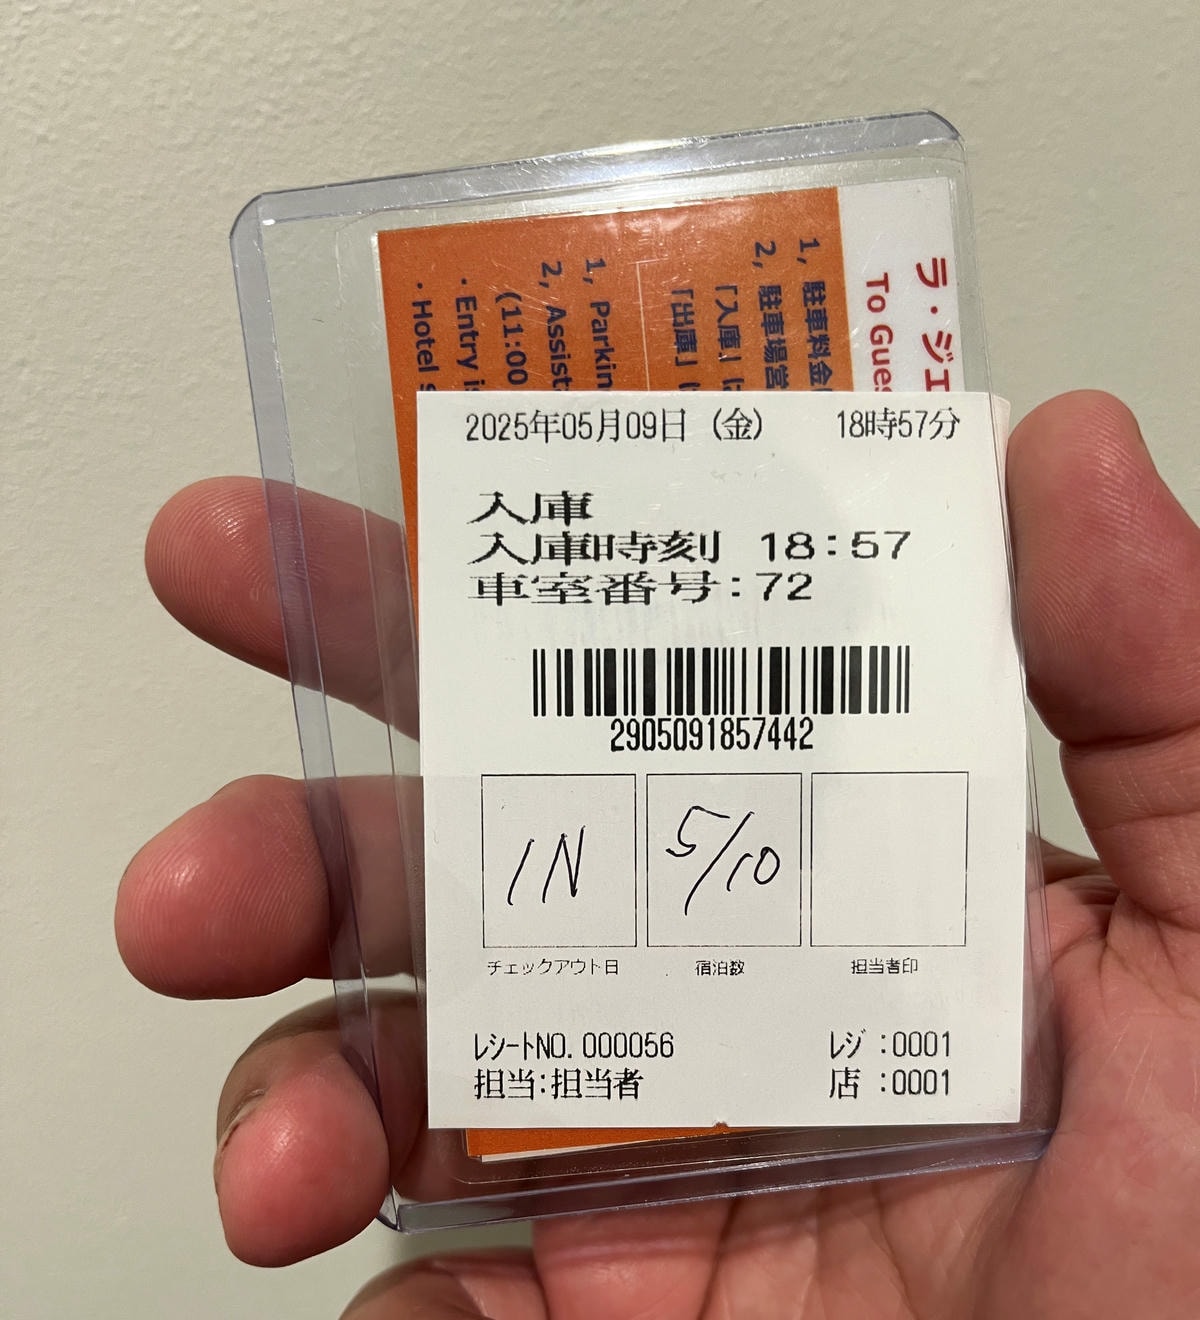 ラ・ジェ
To Gues
1, 駐車料金
2, 駐車場営
「入庫」は
「出庫」
1, Parkin
2, Assist
(11:00
・Entry i
・Hotel s
2025年05月09日 (金) 18時57分
入庫
入庫時刻 18:57
車室番号:72
2905091857442
1N 5/10
チェックアウト日 宿泊数 担当者印
ﾚｼｰﾄNO. 000056 ﾚｼﾞ :0001
担当:担当者 店 :0001